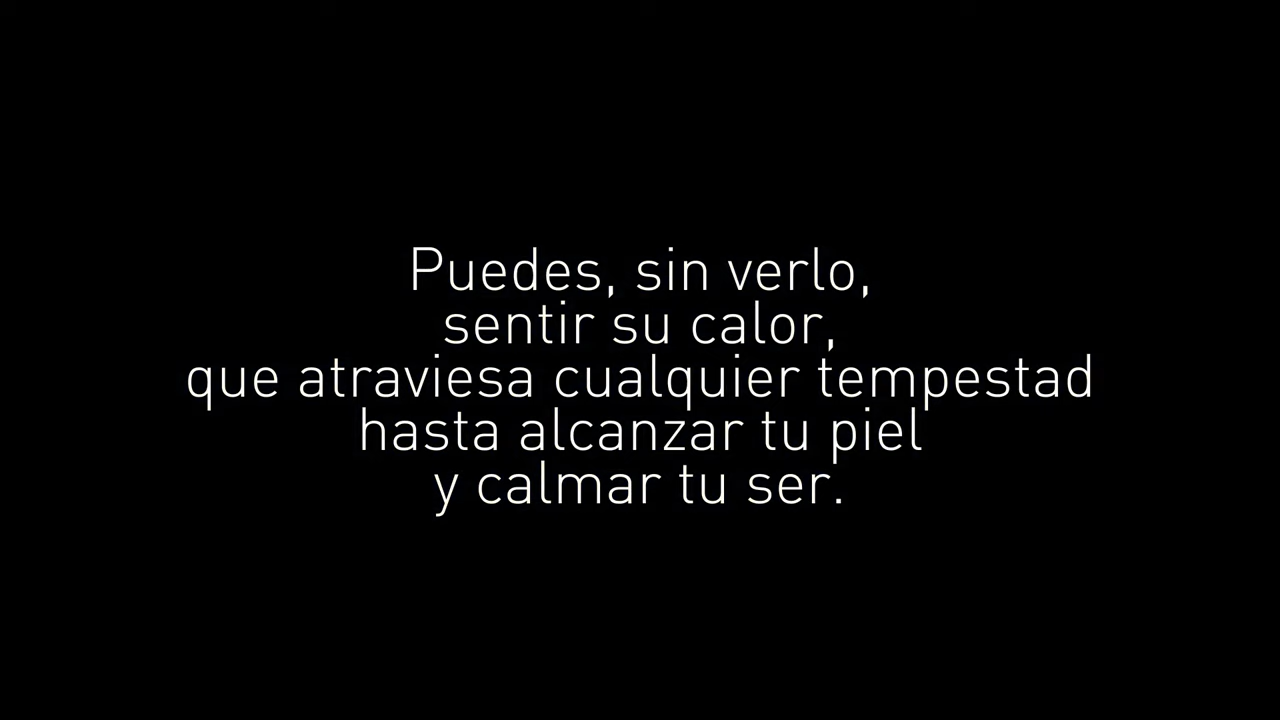 Puedes, sin verlo,
sentir su calor,
que atraviesa cualquier tempestad
hasta alcanzar tu piel
y calmar tu ser.